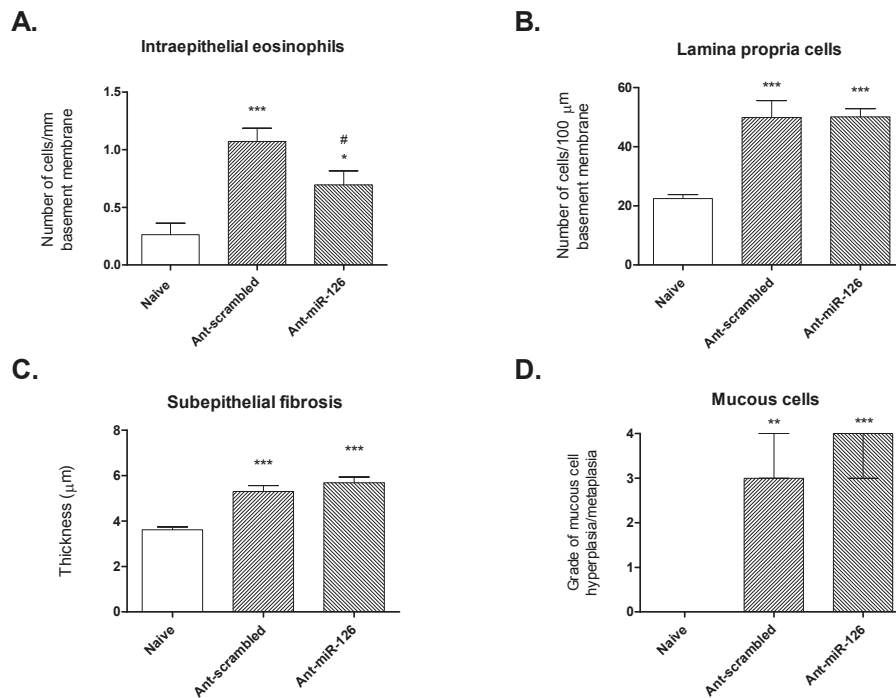 A.
Intraepithelial eosinophils
Number of cells/mm
basement membrane
1.5
1.0
0.5
0.0
***
#
*
Naive
Ant-scrambled
Ant-miR-126
B.
Lamina propria cells
Number of cells/100 μm
basement membrane
60
40
20
0
***
***
Naive
Ant-scrambled
Ant-miR-126
C.
Subepithelial fibrosis
Thickness (μm)
8
6
4
2
0
***
***
Naive
Ant-scrambled
Ant-miR-126
D.
Mucous cells
Grade of mucous cell
hyperplasia/metaplasia
4
3
2
1
0
**
***
Naive
Ant-scrambled
Ant-miR-126